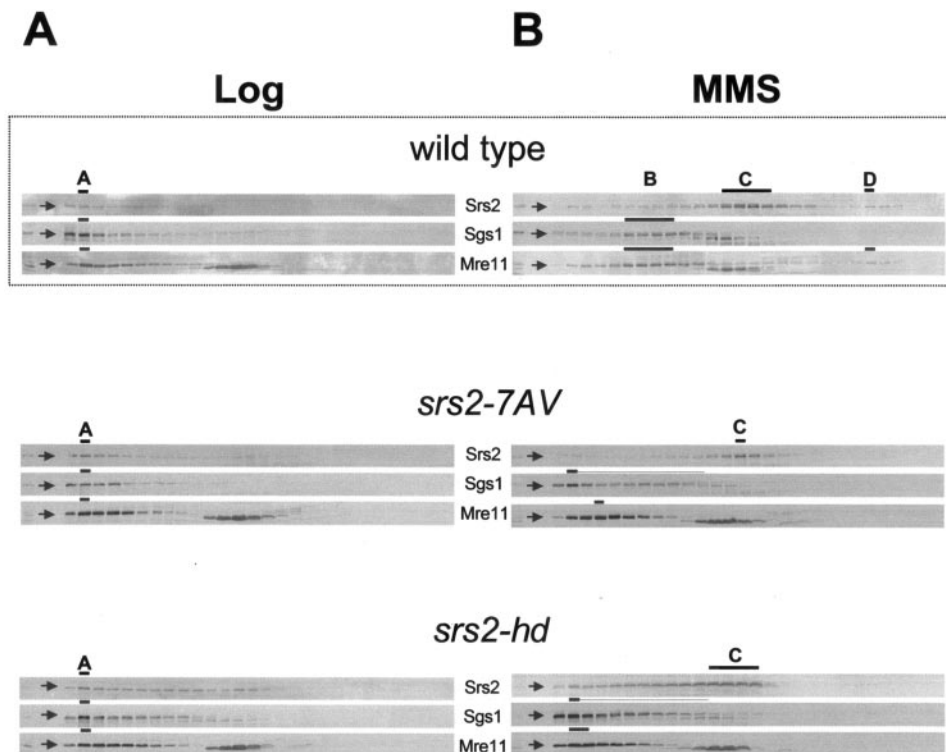 A B
Log MMS
wild type
A B C D
Srs2
Sgs1
Mre11
srs2-7AV
A C
Srs2
Sgs1
Mre11
srs2-hd
A C
Srs2
Sgs1
Mre11